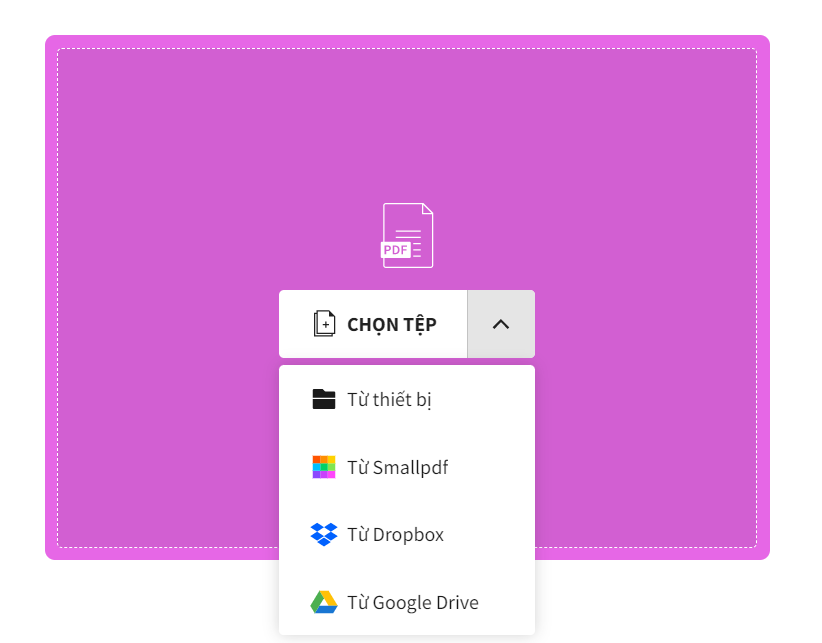 PDF
CHỌN TỆP
Từ thiết bị
Từ Smallpdf
Từ Dropbox
Từ Google Drive